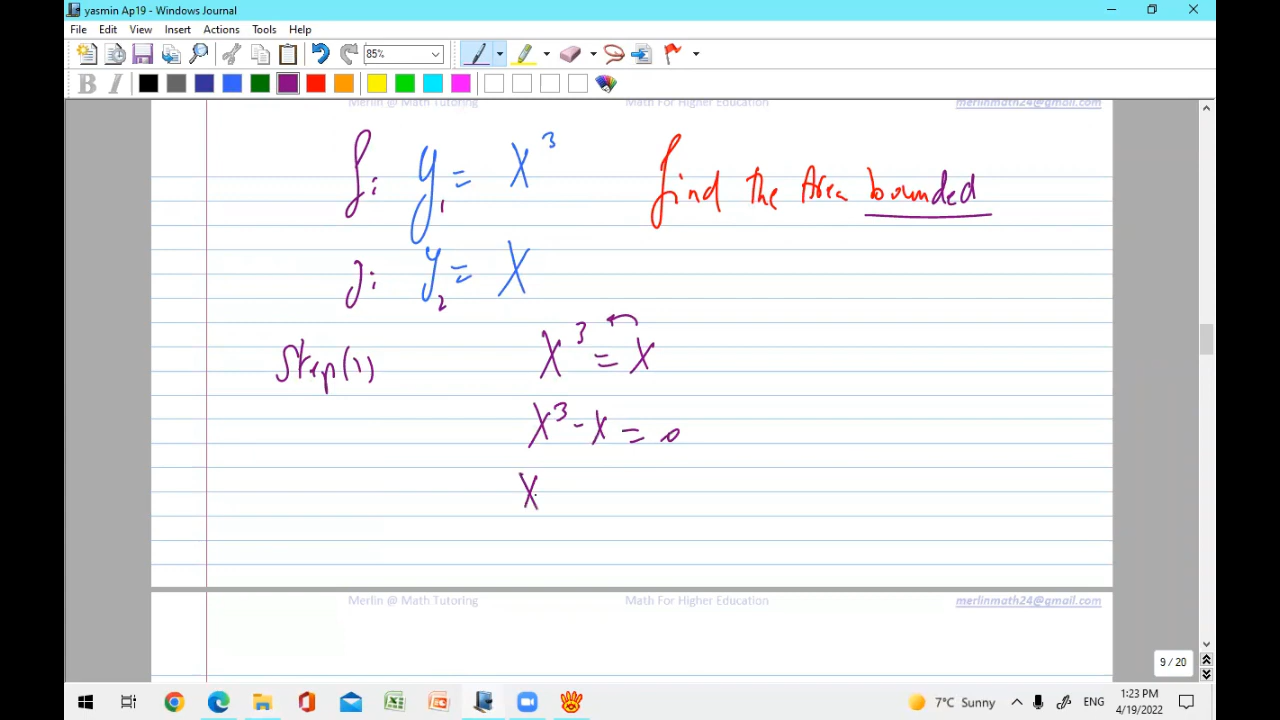 yasmin Ap19 - Windows Journal
File Edit View Insert Actions Tools Help
85%
B I
Merlin @ Math Tutoring Math For Higher Education merlinmath24@gmail.com
f: y₁ = x³ find the Area bounded
g: y₂ = x
Step(1) x³ = x
x³ - x = 0
x
Merlin @ Math Tutoring Math For Higher Education merlinmath24@gmail.com
9 / 20
7°C Sunny ENG 1:23 PM
4/19/2022